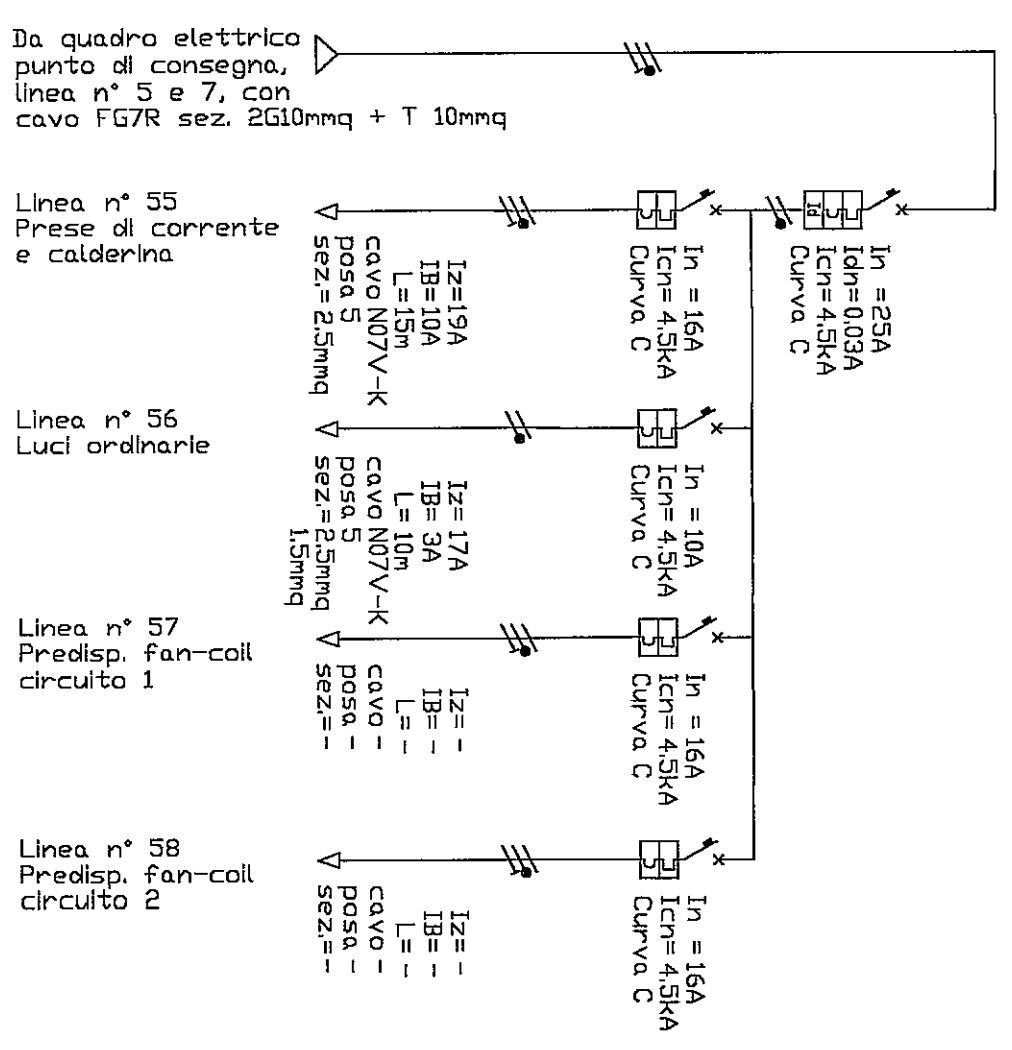 Da quadro elettrico
punto di consegna,
linea n° 5 e 7, con
cavo FG7R sez. 2G10mmq + T 10mmq
Linea n° 55
Prese di corrente
e calderina
Iz=19A
IB=10A
L=15m
cavo N07V-K
posa 5
sez.=2.5mmq
In =16A
Icn=4.5kA
Curva C
Id
In =25A
Idn=0.03A
Icn=4.5kA
Curva C
Linea n° 56
Luci ordinarie
Iz=17A
IB= 3A
L=10m
cavo N07V-K
posa 5
sez.=2.5mmq
1.5mmq
In =10A
Icn=4.5kA
Curva C
Linea n° 57
Predisp. fan-coil
circuito 1
Iz= -
IB= -
L= -
cavo -
posa -
sez.= -
In =16A
Icn=4.5kA
Curva C
Linea n° 58
Predisp. fan-coil
circuito 2
Iz= -
IB= -
L= -
cavo -
posa -
sez.= -
In =16A
Icn=4.5kA
Curva C